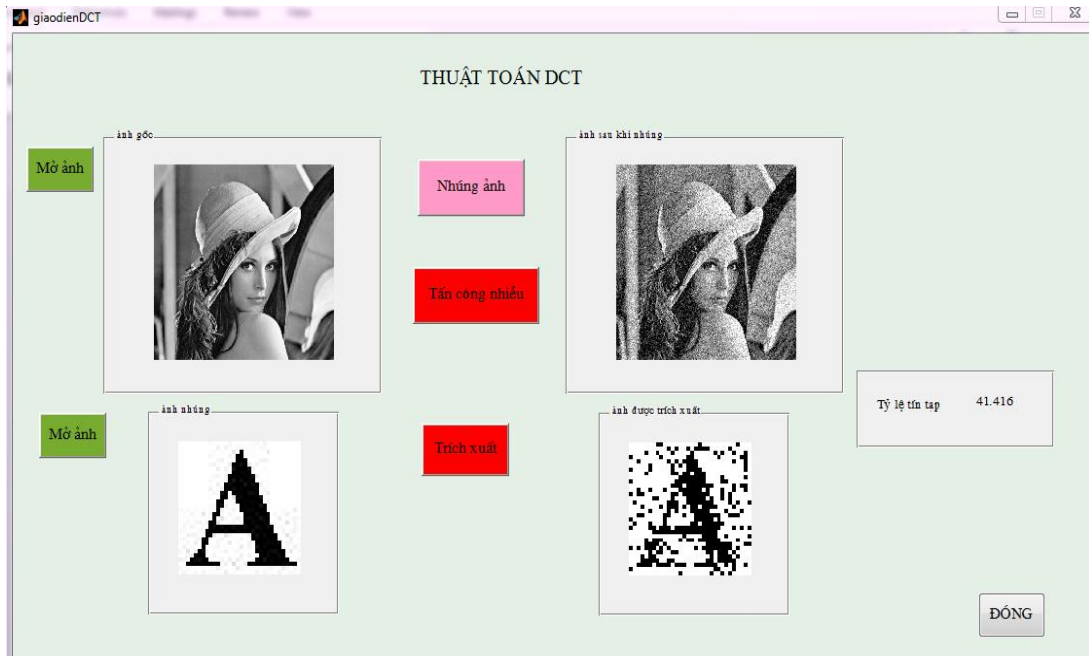 giaodienDCT
THUẬT TOÁN DCT
Mở ảnh
ảnh gốc
Nhúng ảnh
ảnh sau khi nhúng
Tấn công nhiễu
Tỷ lệ tín tạp 41.416
Mở ảnh
ảnh nhúng
A
Trích xuất
ảnh được trích xuất
A
ĐÓNG